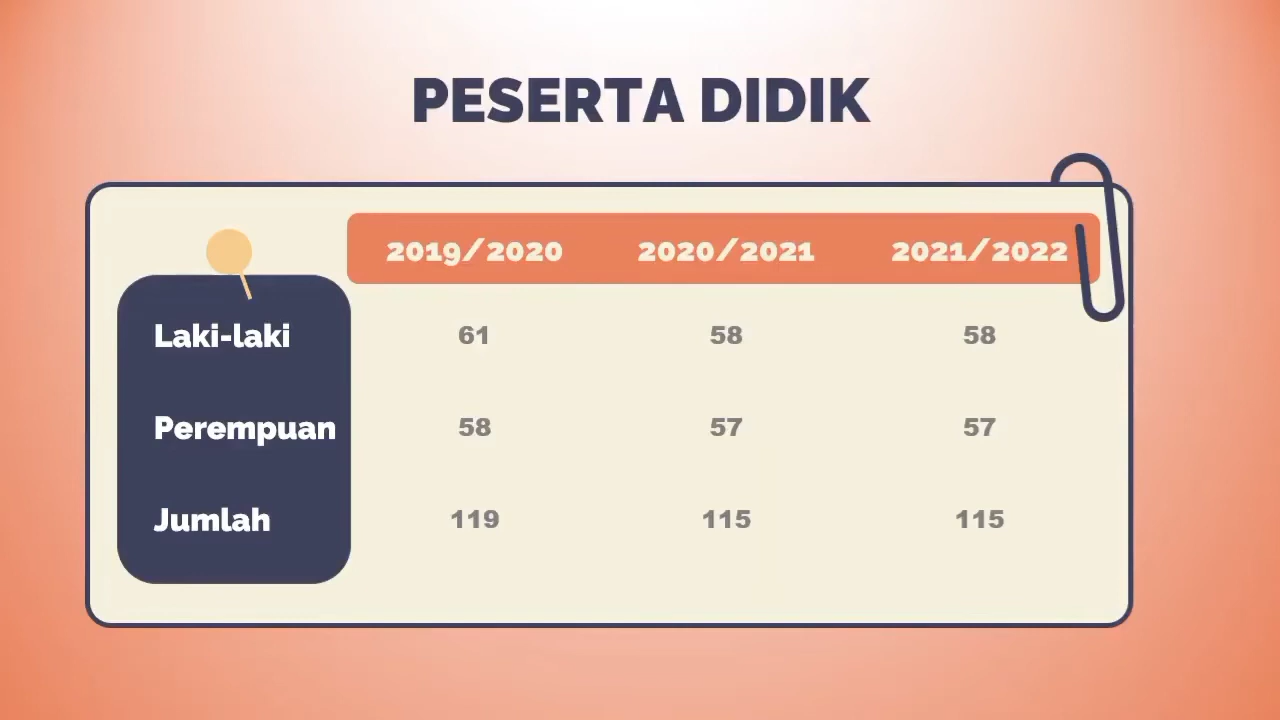 PESERTA DIDIK
2019/2020 2020/2021 2021/2022
Laki-laki 61 58 58
Perempuan 58 57 57
Jumlah 119 115 115